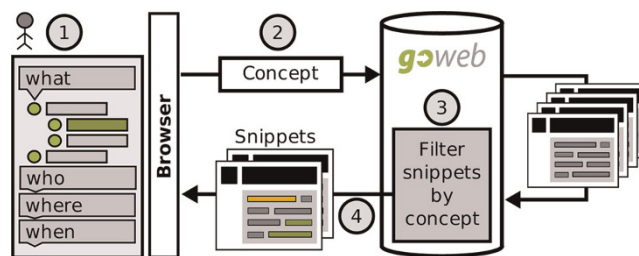 1
what
who
where
when
Browser
2
Concept
goweb
3
Filter
snippets
by
concept
Snippets
4